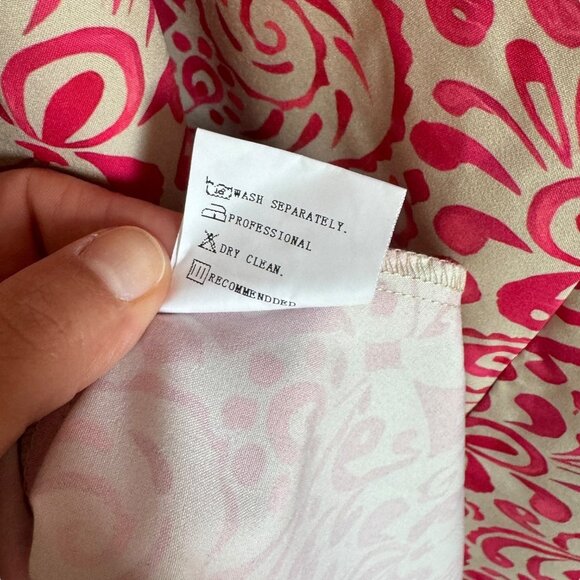 WASH SEPARATELY.
PROFESSIONAL
DRY CLEAN.
RECOMMENDDED